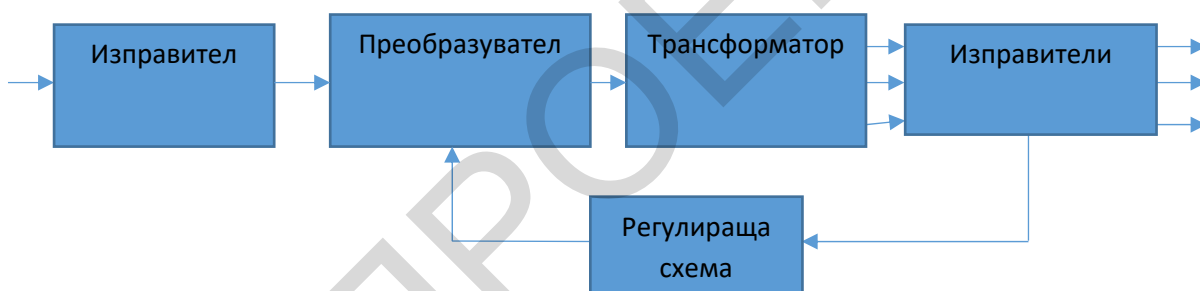 Изправител
Преобразувател
Трансформатор
Изправители
Регулираща
схема